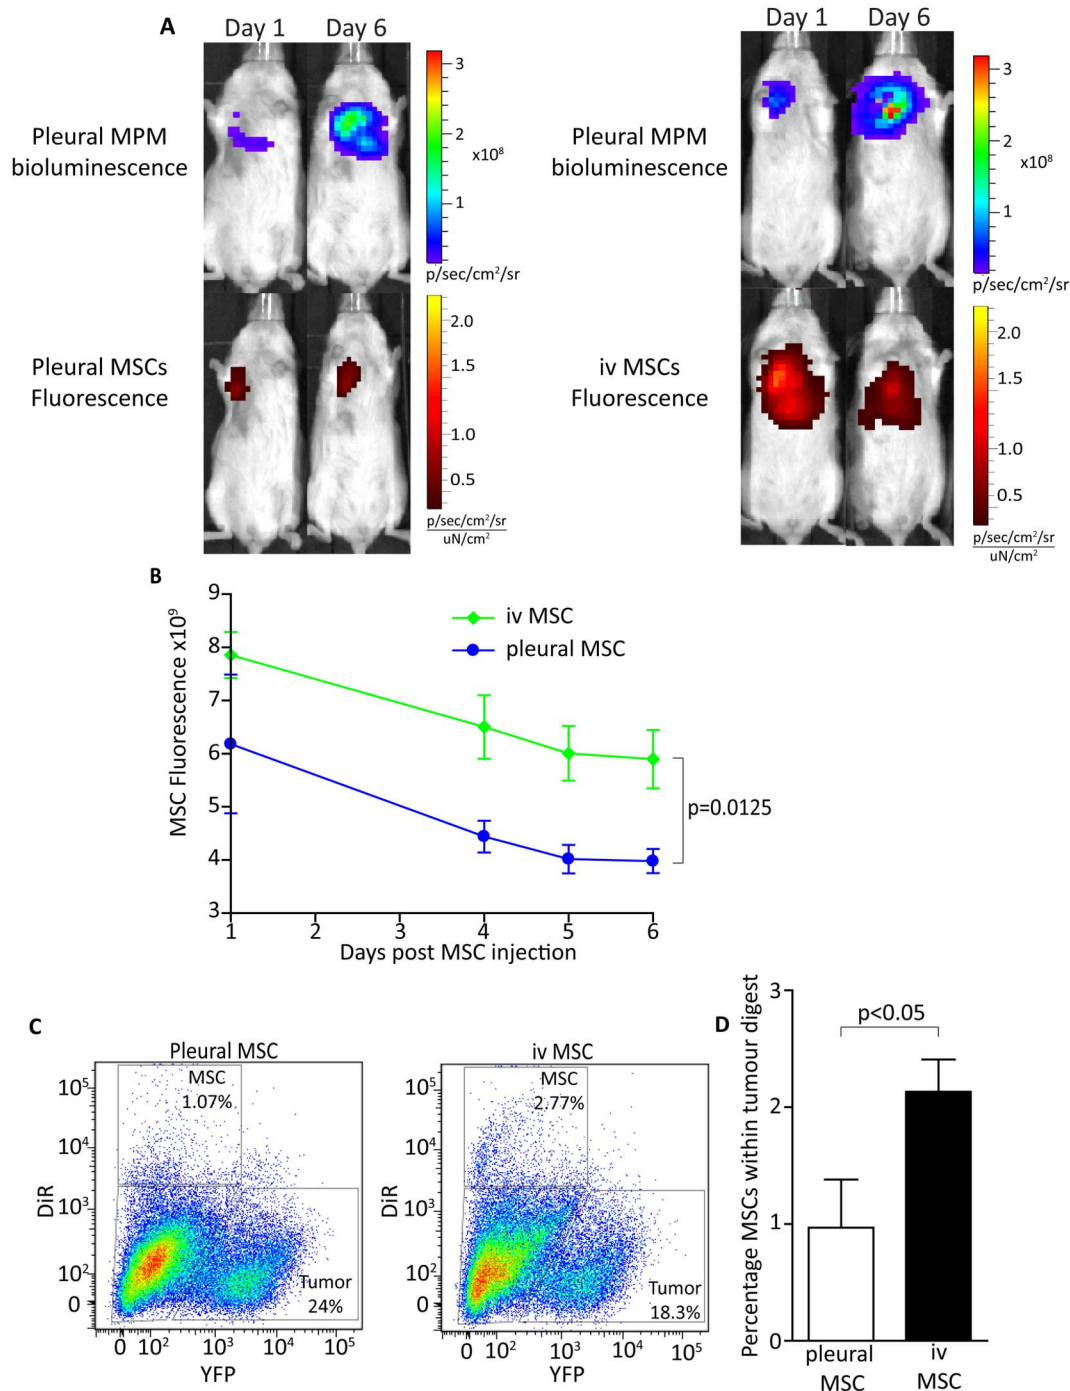 A
Day 1 Day 6
Day 1 Day 6
Pleural MPM
bioluminescence
3
2
x10⁸
1
p/sec/cm²/sr
Pleural MPM
bioluminescence
3
2
x10⁸
1
p/sec/cm²/sr
Pleural MSCs
Fluorescence
2.0
1.5
1.0
0.5
p/sec/cm²/sr
uN/cm²
iv MSCs
Fluorescence
2.0
1.5
1.0
0.5
p/sec/cm²/sr
uN/cm²
B
MSC Fluorescence x10⁹
9
8
7
6
5
4
3
iv MSC
pleural MSC
p=0.0125
1 2 3 4 5 6
Days post MSC injection
C
Pleural MSC
DiR
10⁵
10⁴
10³
10²
0
MSC
1.07%
Tumor
24%
0 10² 10³ 10⁴ 10⁵
YFP
iv MSC
DiR
10⁵
10⁴
10³
10²
0
MSC
2.77%
Tumor
18.3%
0 10² 10³ 10⁴ 10⁵
YFP
D
Percentage MSCs within tumour digest
3
2
1
0
p<0.05
pleural
MSC
iv
MSC